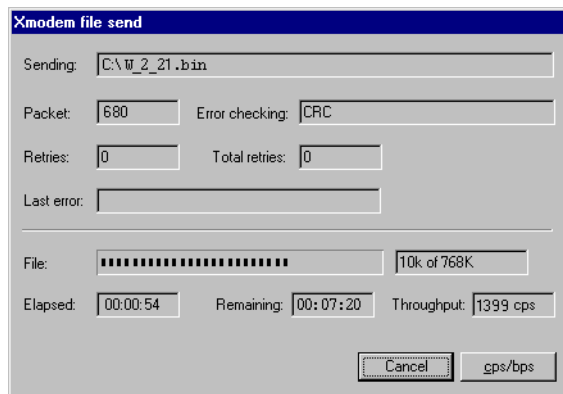 Xmodem file send
Sending: C:\W_2_21.bin
Packet: 680 Error checking: CRC
Retries: 0 Total retries: 0
Last error:
File: 10k of 768K
Elapsed: 00:00:54 Remaining: 00:07:20 Throughput: 1399 cps
Cancel cps/bps